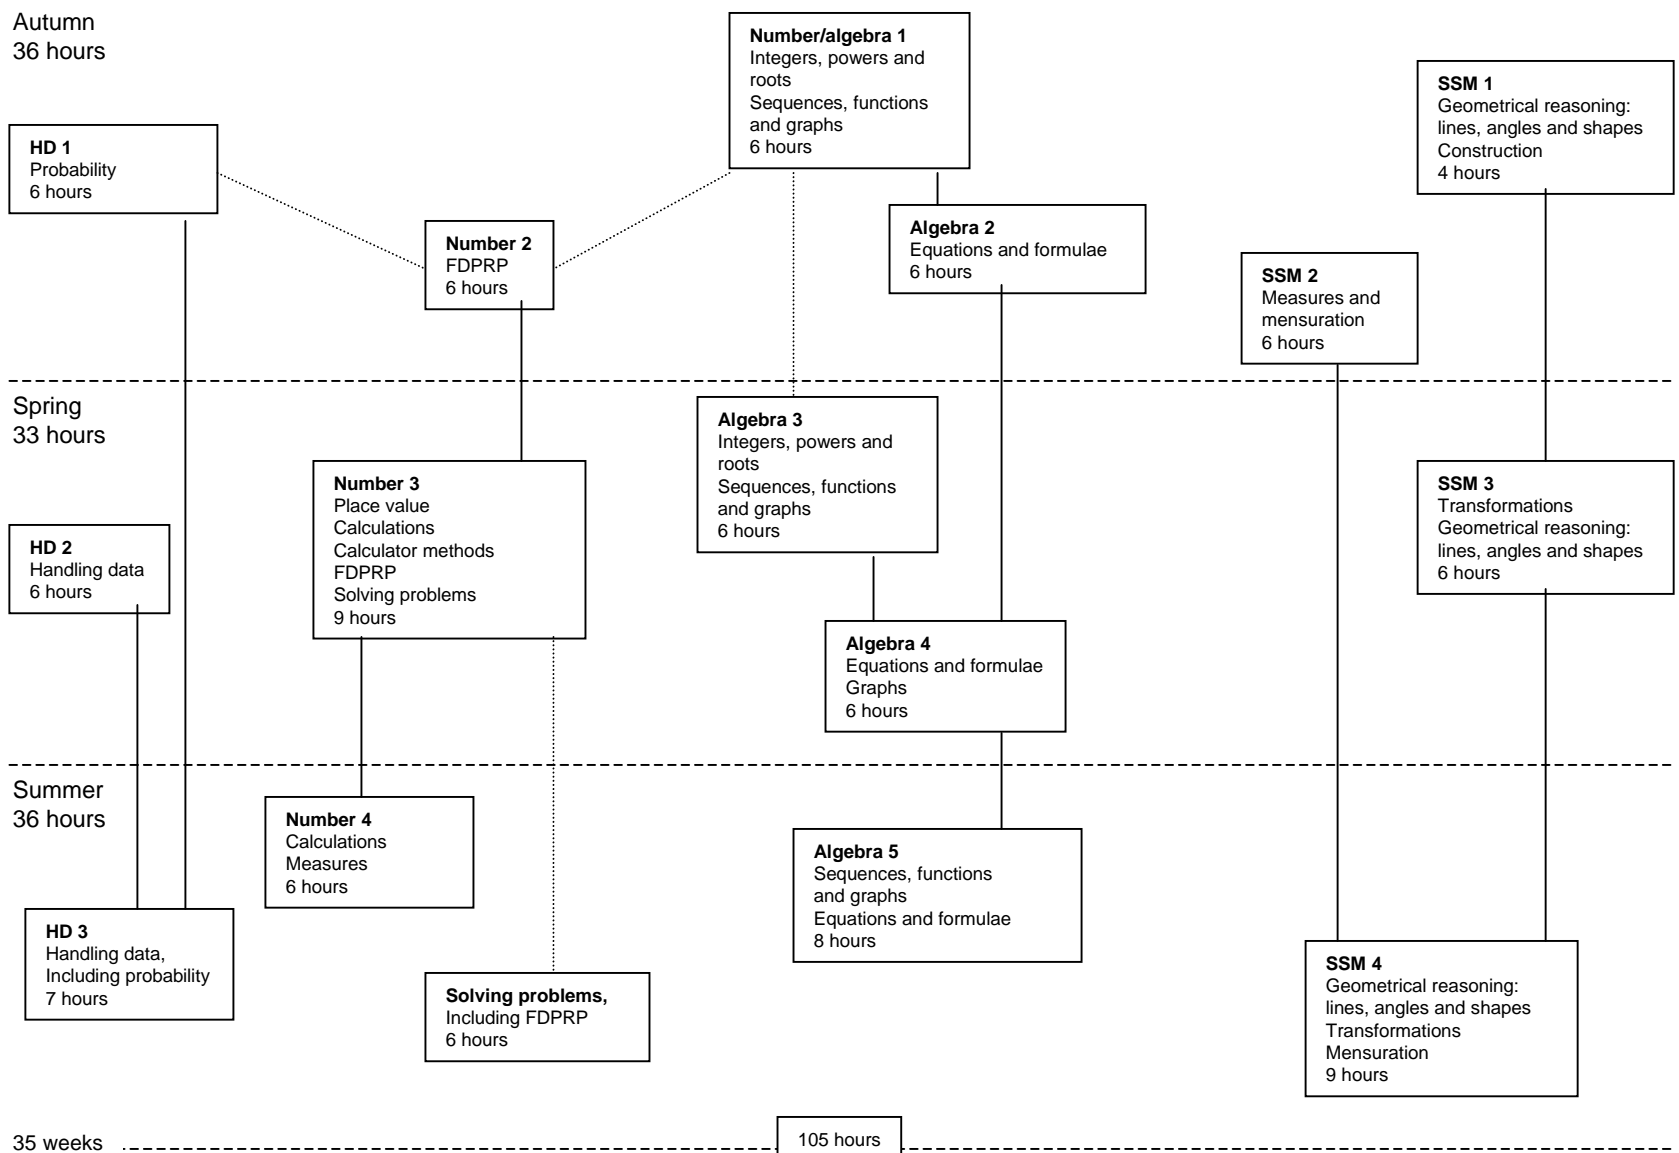 Autumn
36 hours
Number/algebra 1
Integers, powers and
roots
Sequences, functions
and graphs
6 hours
SSM 1
Geometrical reasoning:
lines, angles and shapes
Construction
4 hours
HD 1
Probability
6 hours
Number 2
FDPRP
6 hours
Algebra 2
Equations and formulae
6 hours
SSM 2
Measures and
mensuration
6 hours
Spring
33 hours
Algebra 3
Integers, powers and
roots
Sequences, functions
and graphs
6 hours
Number 3
Place value
Calculations
Calculator methods
FDPRP
Solving problems
9 hours
SSM 3
Transformations
Geometrical reasoning:
lines, angles and shapes
6 hours
HD 2
Handling data
6 hours
Algebra 4
Equations and formulae
Graphs
6 hours
Summer
36 hours
Number 4
Calculations
Measures
6 hours
Algebra 5
Sequences, functions
and graphs
Equations and formulae
8 hours
HD 3
Handling data,
Including probability
7 hours
Solving problems,
Including FDPRP
6 hours
SSM 4
Geometrical reasoning:
lines, angles and shapes
Transformations
Mensuration
9 hours
35 weeks
105 hours